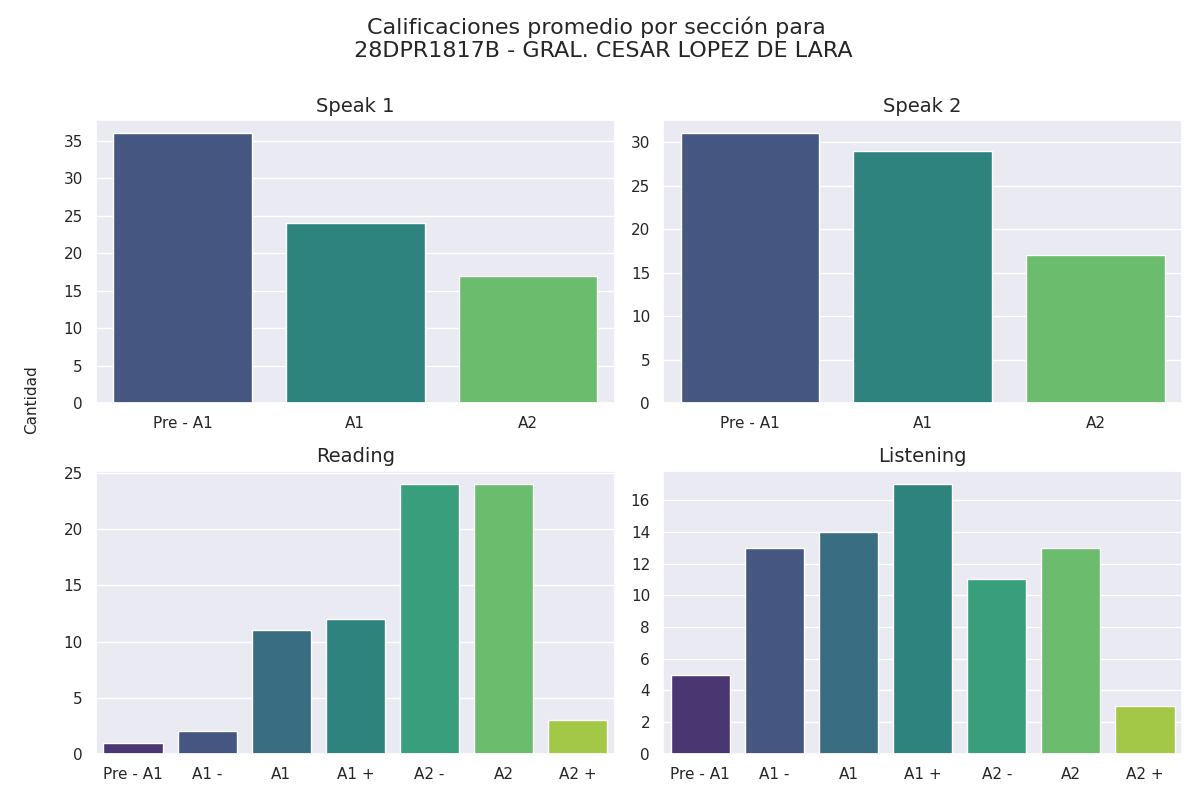 Calificaciones promedio por sección para
28DPR1817B - GRAL. CESAR LOPEZ DE LARA
Cantidad
Speak 1
35
30
25
20
15
10
5
0
Pre - A1 A1 A2
Speak 2
30
25
20
15
10
5
0
Pre - A1 A1 A2
Reading
25
20
15
10
5
0
Pre - A1 A1 - A1 A1 + A2 - A2 A2 +
Listening
16
14
12
10
8
6
4
2
0
Pre - A1 A1 - A1 A1 + A2 - A2 A2 +